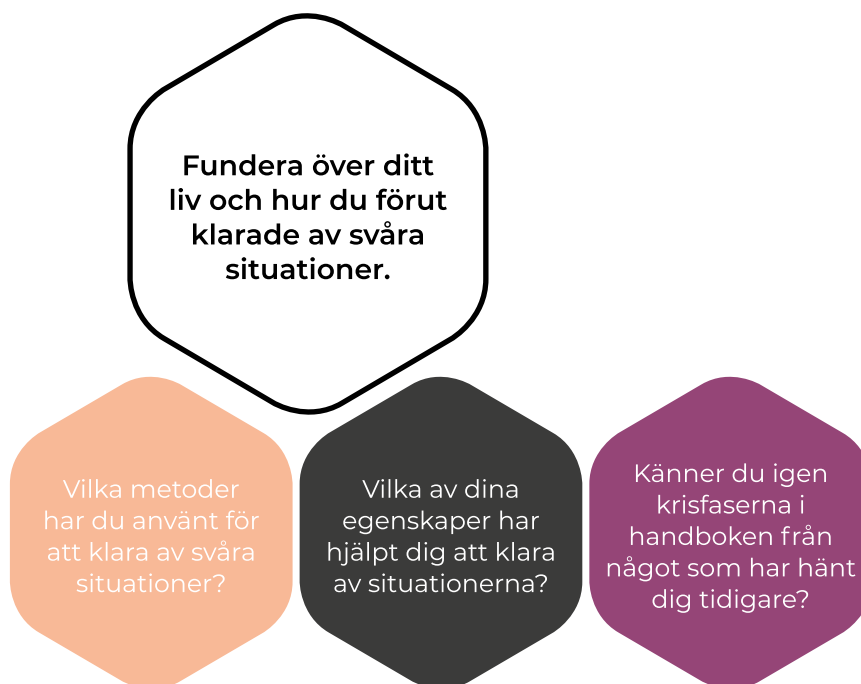 Fundera över ditt
liv och hur du förut
klarade av svåra
situationer.
Vilka metoder
har du använt för
att klara av svåra
situationer?
Vilka av dina
egenskaper har
hjälpt dig att klara
av situationerna?
Känner du igen
krisfaserna i
handboken från
något som har hänt
dig tidigare?